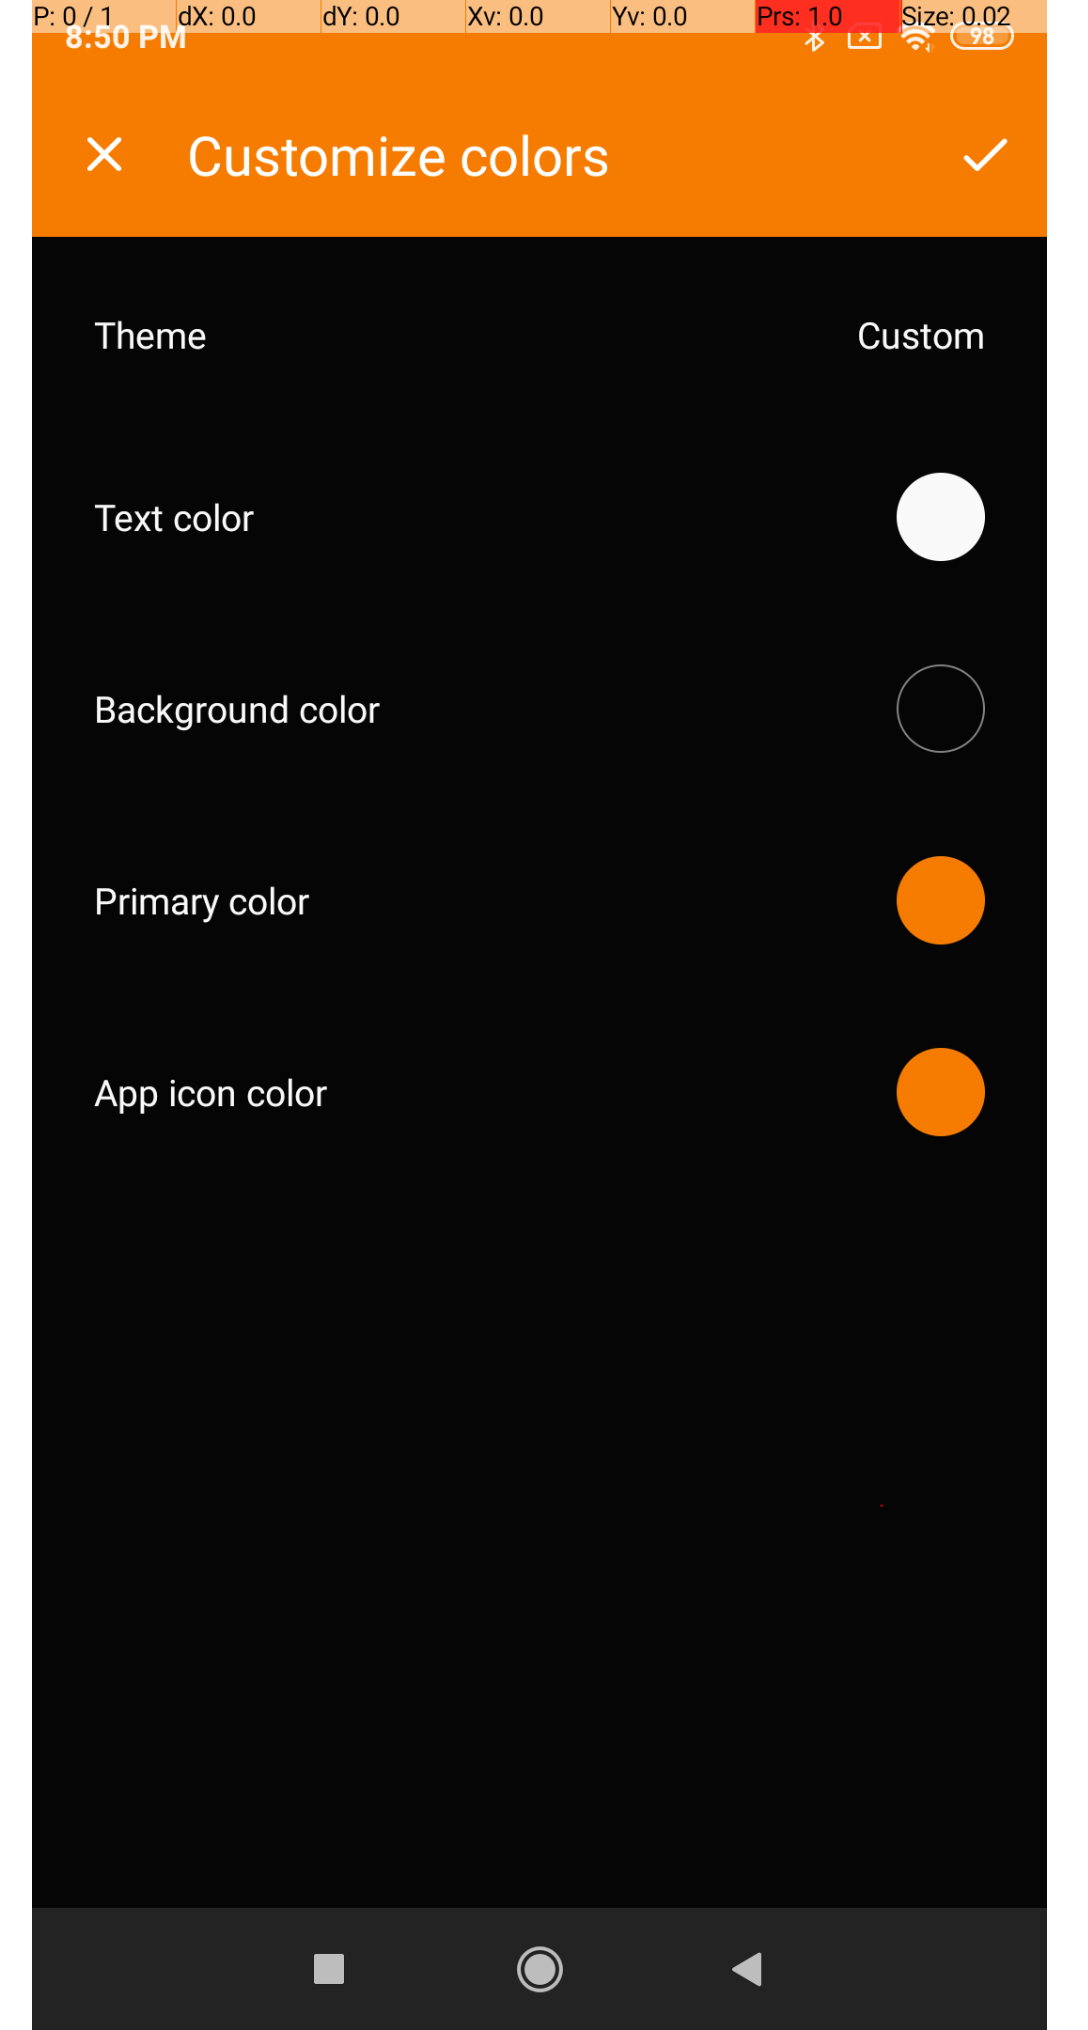 P: 0 / 1 dX: 0.0 dY: 0.0 Xv: 0.0 Yv: 0.0 Prs: 1.0 Size: 0.02
8:50 PM 98
Customize colors
Theme Custom
Text color
Background color
Primary color
App icon color